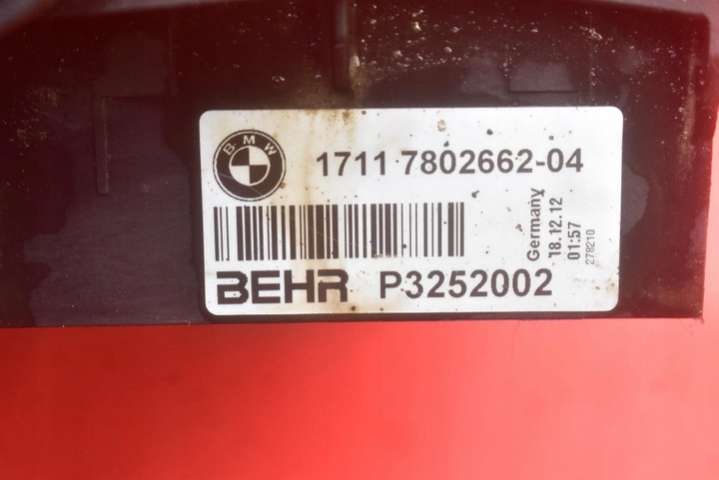 BMW
1711 7802662-04
BEHR P3252002
Germany
18.12.12
01:57
278210